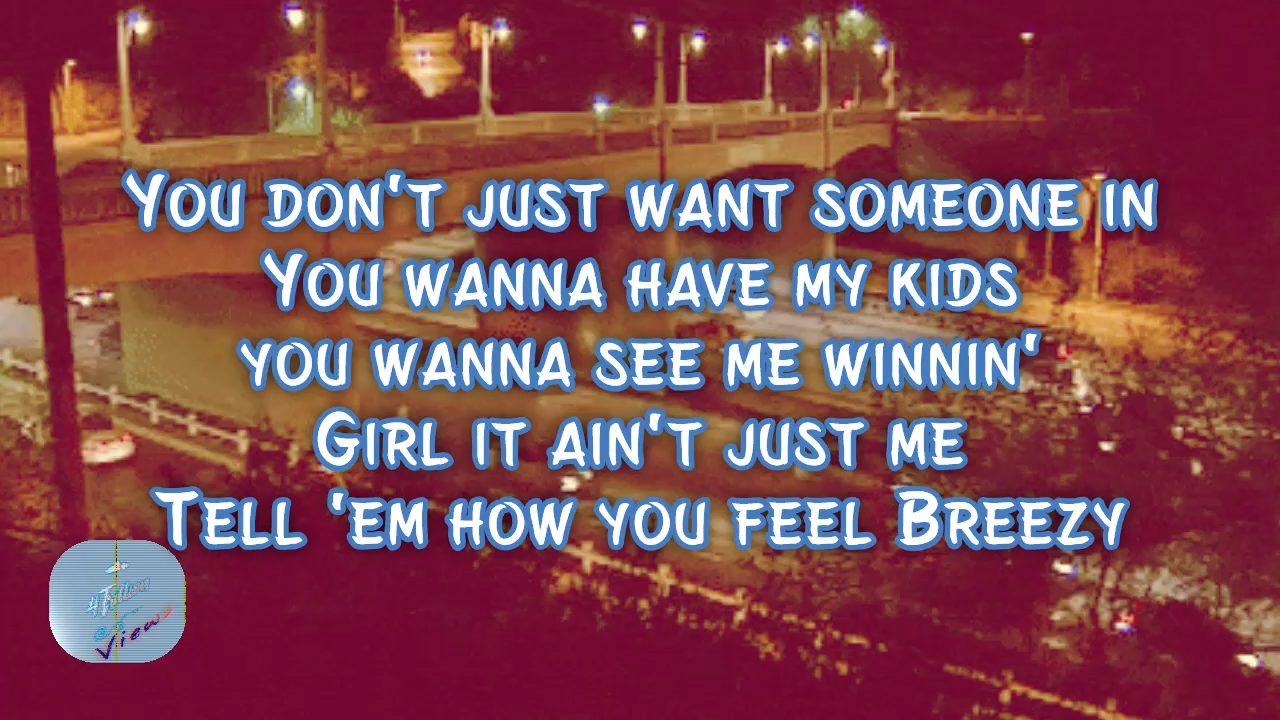 You don't just want someone in
You wanna have my kids
you wanna see me winnin'
Girl it ain't just me
Tell 'em how you feel Breezy
Views